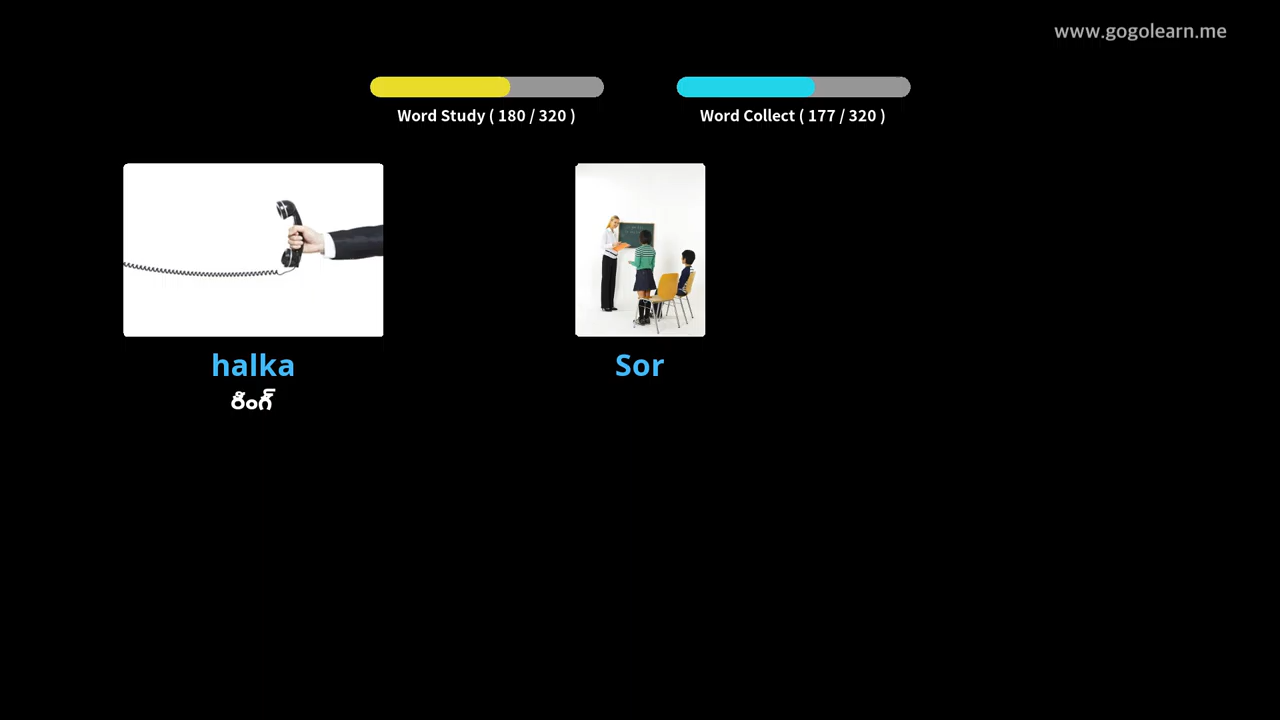 www.gogolearn.me
Word Study ( 180 / 320 )
Word Collect ( 177 / 320 )
halka
రింగ్
Sor